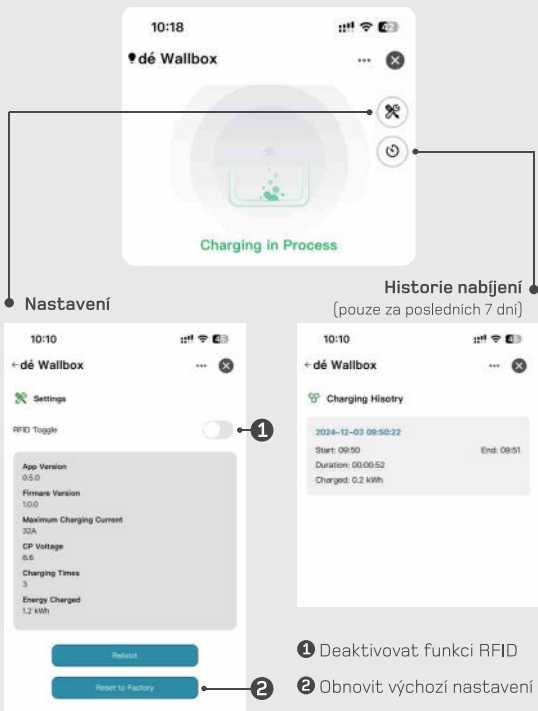 10:18
42
dé Wallbox
Charging in Process
Nastavení
10:10
dé Wallbox
Settings
RFID Toggle
1
App Version
0.5.0
Firmare Version
1.0.0
Maximum Charging Current
32A
CP Voltage
6.6
Charging Times
3
Energy Charged
1.2 kWh
Reboot
Reset to Factory
2
Historie nabíjení
(pouze za posledních 7 dní)
10:10
dé Wallbox
Charging Hisotry
2024-12-03 09:50:22
Start: 09:50 End: 09:51
Duration: 00:00:52
Charged: 0.2 kWh
1 Deaktivovat funkci RFID
2 Obnovit výchozí nastavení